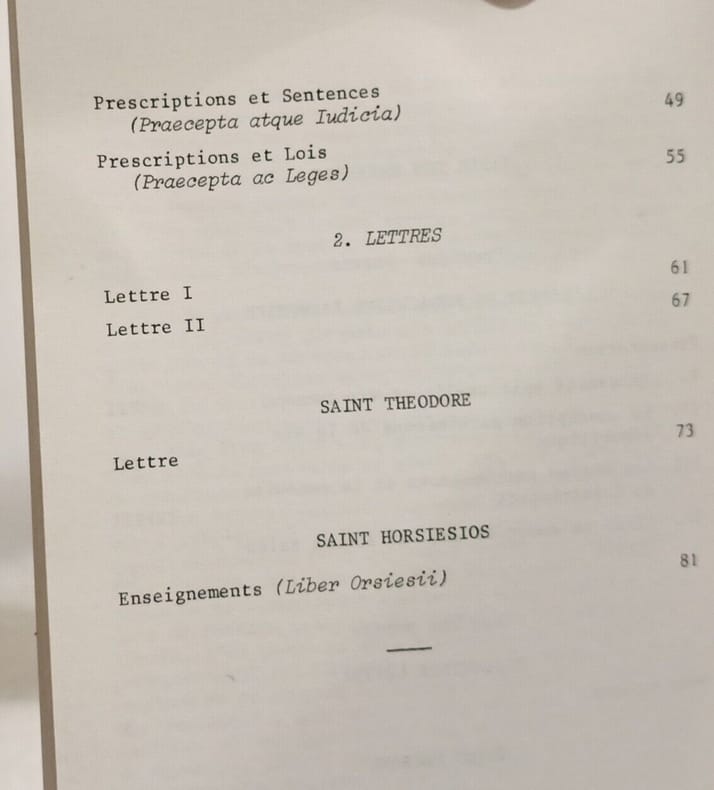 Prescriptions et Sentences 49
(Praecepta atque Iudicia)
Prescriptions et Lois 55
(Praecepta ac Leges)
2. LETTRES
Lettre I 61
Lettre II 67
SAINT THEODORE
Lettre 73
SAINT HORSIESIOS
Enseignements (Liber Orsiesii) 81